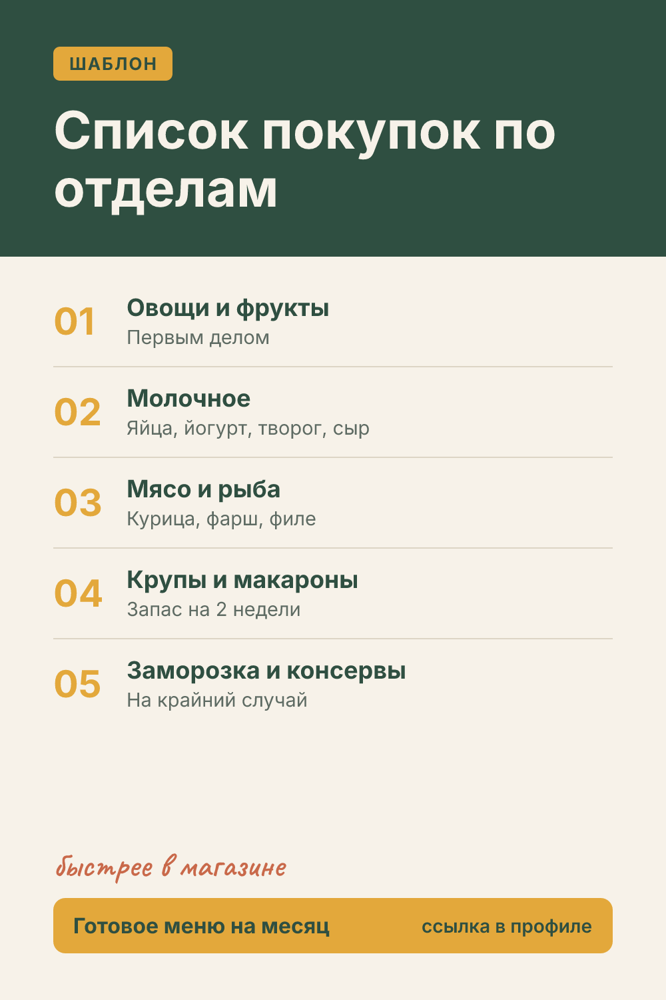 ШАБЛОН
Список покупок по
отделам
01
Овощи и фрукты
Первым делом
02
Молочное
Яйца, йогурт, творог, сыр
03
Мясо и рыба
Курица, фарш, филе
04
Крупы и макароны
Запас на 2 недели
05
Заморозка и консервы
На крайний случай
быстрее в магазине
Готовое меню на месяц
ссылка в профиле